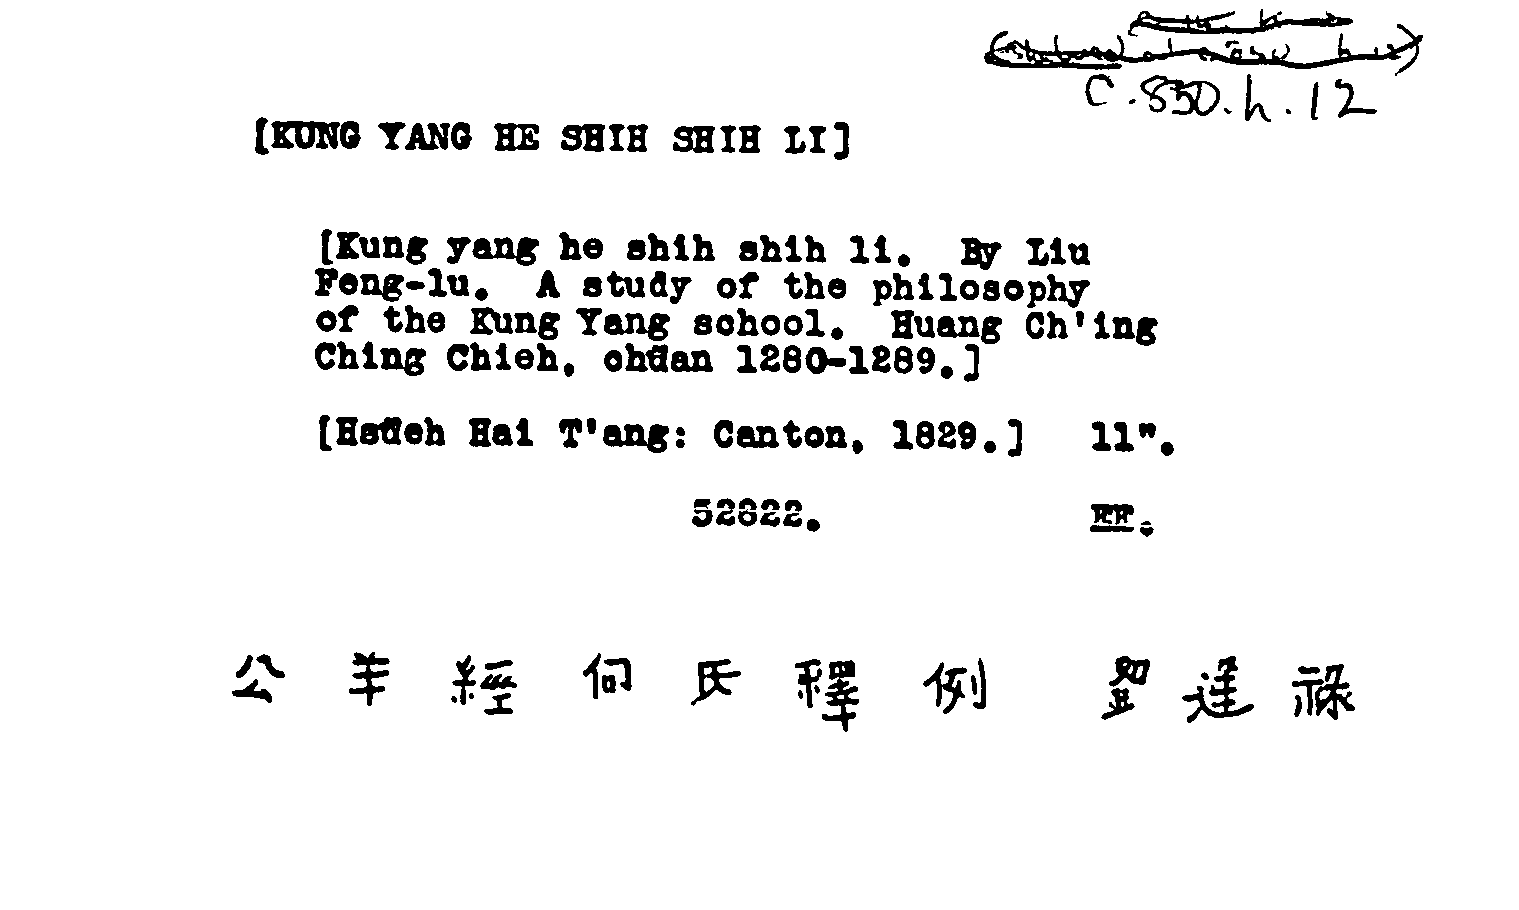 C.850.h.12
[KUNG YANG HE SHIH SHIH LI]
[Kung yang he shih shih li. By Liu
Feng-lu. A study of the philosophy
of the Kung Yang school. Huang Ch'ing
Ching Chieh, chüan 1280-1289.]
[Hsüeh Hai T'ang: Canton, 1829.] 11".
52822.
公羊經何氏釋例 劉逢祿